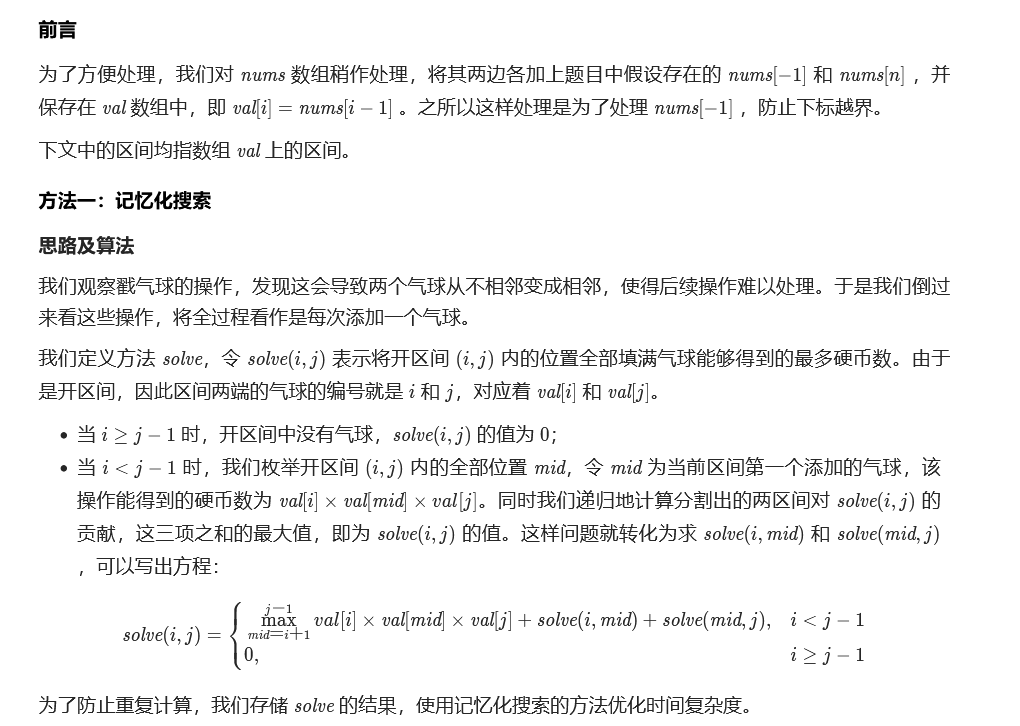 前言
为了方便处理，我们对 nums 数组稍作处理，将其两边各加上题目中假设存在的 nums[−1] 和 nums[n] ，并
保存在 val 数组中，即 val[i] = nums[i − 1] 。之所以这样处理是为了处理 nums[−1] ，防止下标越界。
下文中的区间均指数组 val 上的区间。
方法一：记忆化搜索
思路及算法
我们观察戳气球的操作，发现这会导致两个气球从不相邻变成相邻，使得后续操作难以处理。于是我们倒过
来看这些操作，将全过程看作是每次添加一个气球。
我们定义方法 solve，令 solve(i, j) 表示将开区间 (i, j) 内的位置全部填满气球能够得到的最多硬币数。由于
是开区间，因此区间两端的气球的编号就是 i 和 j，对应着 val[i] 和 val[j]。
• 当 i ≥ j − 1 时，开区间中没有气球，solve(i, j) 的值为 0；
• 当 i < j − 1 时，我们枚举开区间 (i, j) 内的全部位置 mid，令 mid 为当前区间第一个添加的气球，该
操作能得到的硬币数为 val[i] × val[mid] × val[j]。同时我们递归地计算分割出的两区间对 solve(i, j) 的
贡献，这三项之和的最大值，即为 solve(i, j) 的值。这样问题就转化为求 solve(i, mid) 和 solve(mid, j)
，可以写出方程：
j−1
solve(i, j) = { max val[i] × val[mid] × val[j] + solve(i, mid) + solve(mid, j), i < j − 1
mid=i+1
0, i ≥ j − 1
为了防止重复计算，我们存储 solve 的结果，使用记忆化搜索的方法优化时间复杂度。